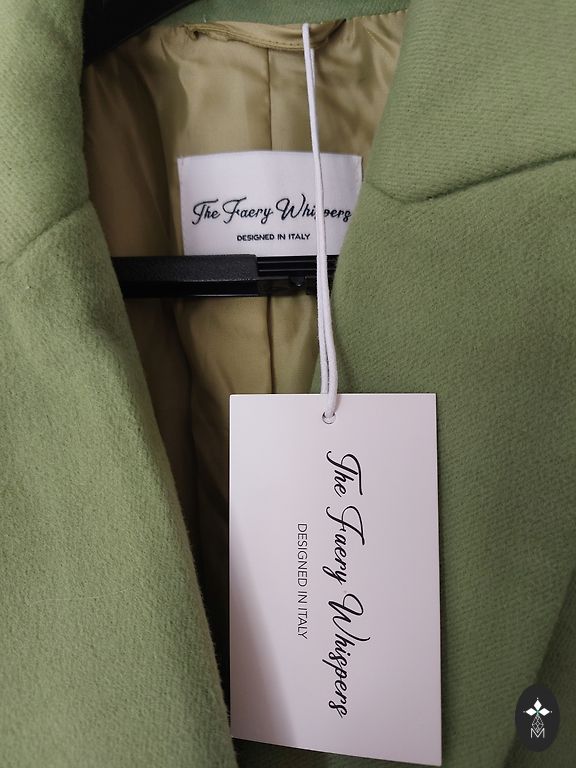 The Faery Whispers
DESIGNED IN ITALY
The Faery Whispers
DESIGNED IN ITALY
M